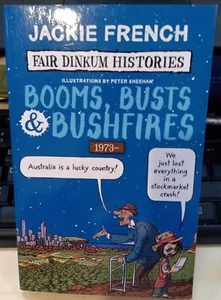 JACKIE FRENCH
FAIR DINKUM HISTORIES
ILLUSTRATIONS BY PETER SHEEHAN
BOOMS, BUSTS
& BUSHFIRES
1973–
Australia is a lucky country!
We just lost everything in a stockmarket crash!